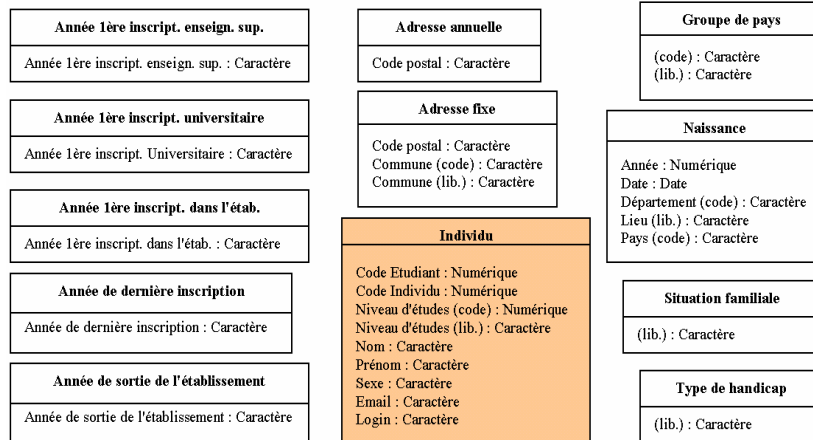 Année 1ère inscript. enseign. sup.
Année 1ère inscript. enseign. sup. : Caractère
Année 1ère inscript. universitaire
Année 1ère inscript. Universitaire : Caractère
Année 1ère inscript. dans l'étab.
Année 1ère inscript. dans l'étab. : Caractère
Année de dernière inscription
Année de dernière inscription : Caractère
Année de sortie de l'établissement
Année de sortie de l'établissement : Caractère
Adresse annuelle
Code postal : Caractère
Adresse fixe
Code postal : Caractère
Commune (code) : Caractère
Commune (lib.) : Caractère
Individu
Code Etudiant : Numérique
Code Individu : Numérique
Niveau d'études (code) : Numérique
Niveau d'études (lib.) : Caractère
Nom : Caractère
Prénom : Caractère
Sexe : Caractère
Email : Caractère
Login : Caractère
Groupe de pays
(code) : Caractère
(lib.) : Caractère
Naissance
Année : Numérique
Date : Date
Département (code) : Caractère
Lieu (lib.) : Caractère
Pays (code) : Caractère
Situation familiale
(lib.) : Caractère
Type de handicap
(lib.) : Caractère